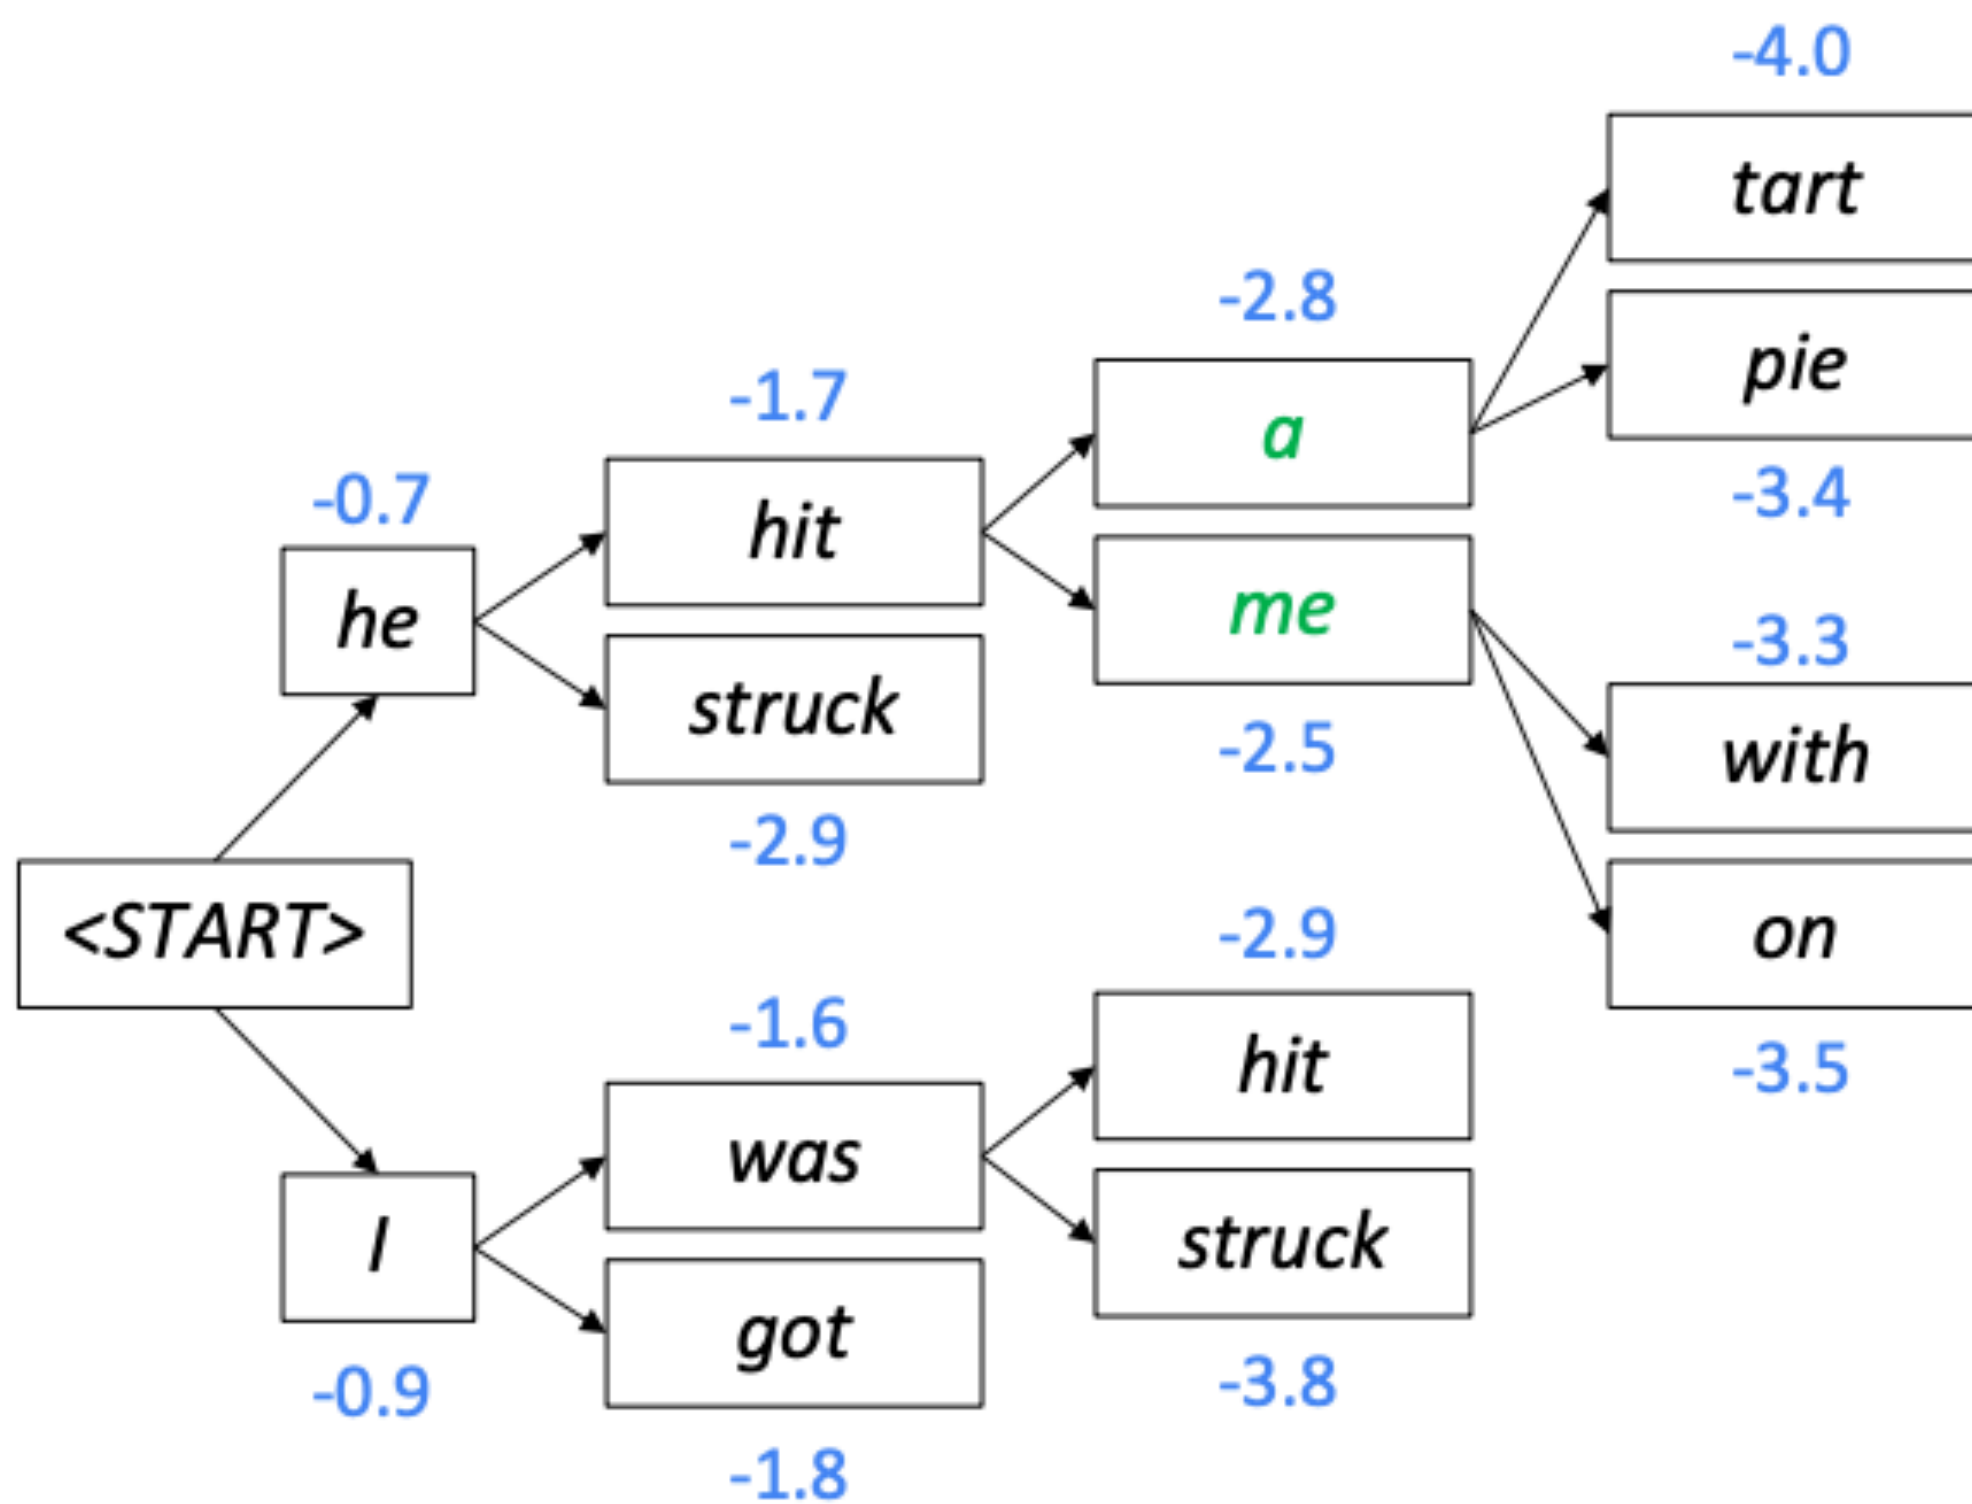 -4.0
tart
-2.8
pie
-1.7
a
-3.4
-0.7
hit
me
-3.3
he
struck
-2.5
with
-2.9
<START>
-2.9
on
-1.6
hit
-3.5
was
I
struck
got
-0.9
-3.8
-1.8